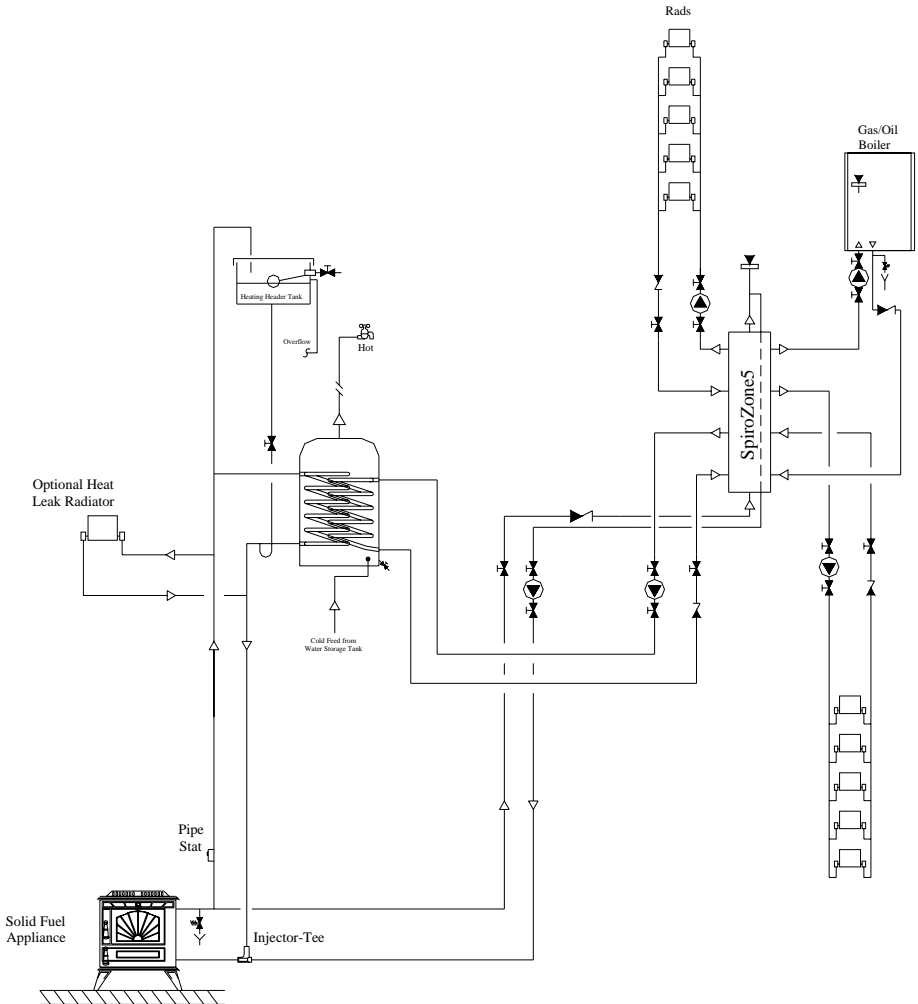 Rads
Gas/Oil
Boiler
Heating Header Tank
Overflow
Hot
SpiroZone5
Optional Heat
Leak Radiator
Cold Feed from
Water Storage Tank
Pipe
Stat
Solid Fuel
Appliance
Injector-Tee